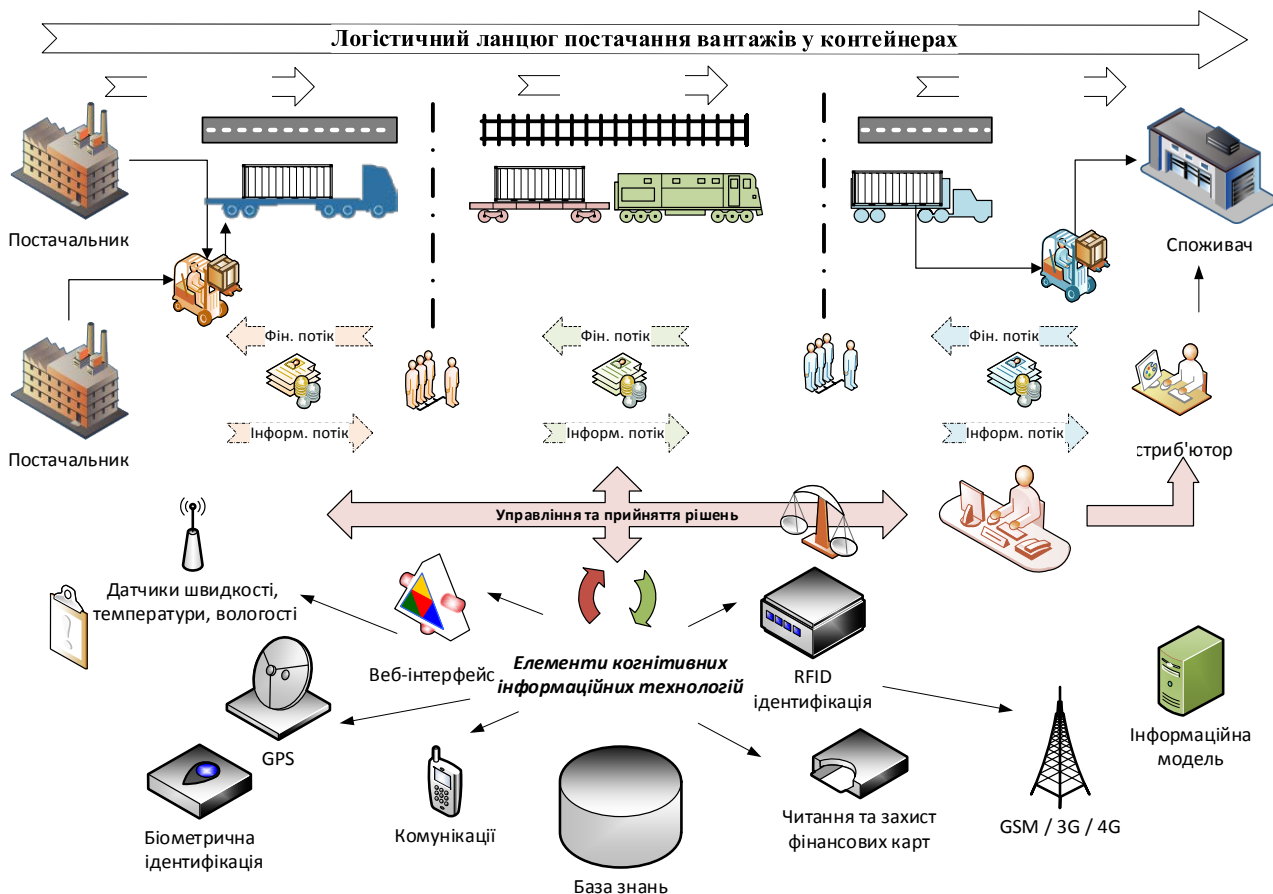 Логістичний ланцюг постачання вантажів у контейнерах
Постачальник
Споживач
Фін. потік
Фін. потік
Фін. потік
Інформ. потік
Інформ. потік
Інформ. потік
Постачальник
стриб'ютор
Управління та прийняття рішень
Датчики швидкості,
температури, вологості
Веб-інтерфейс
Елементи когнітивних
інформаційних технологій
RFID
ідентифікація
GPS
Інформаційна
модель
Біометрична
ідентифікація
Комунікації
Читання та захист
фінансових карт
GSM / 3G / 4G
База знань